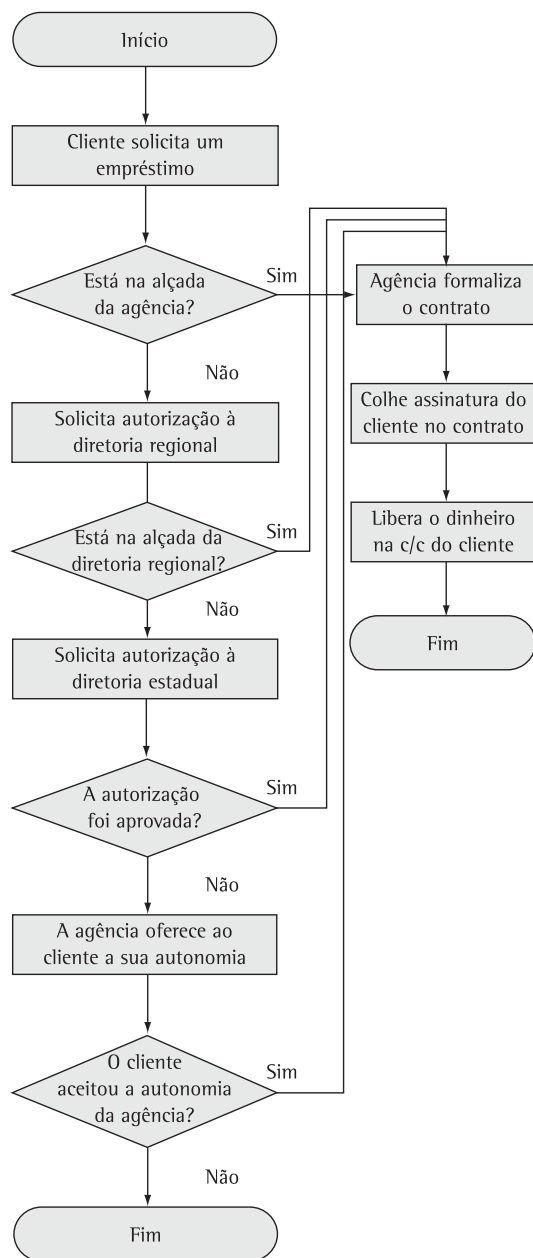 Início
Cliente solicita um
empréstimo
Está na alçada
da agência?
Sim
Não
Solicita autorização à
diretoria regional
Está na alçada da
diretoria regional?
Sim
Não
Solicita autorização à
diretoria estadual
A autorização
foi aprovada?
Sim
Não
A agência oferece ao
cliente a sua autonomia
O cliente
aceitou a autonomia
da agência?
Sim
Não
Fim
Agência formaliza
o contrato
Colhe assinatura do
cliente no contrato
Libera o dinheiro
na c/c do cliente
Fim